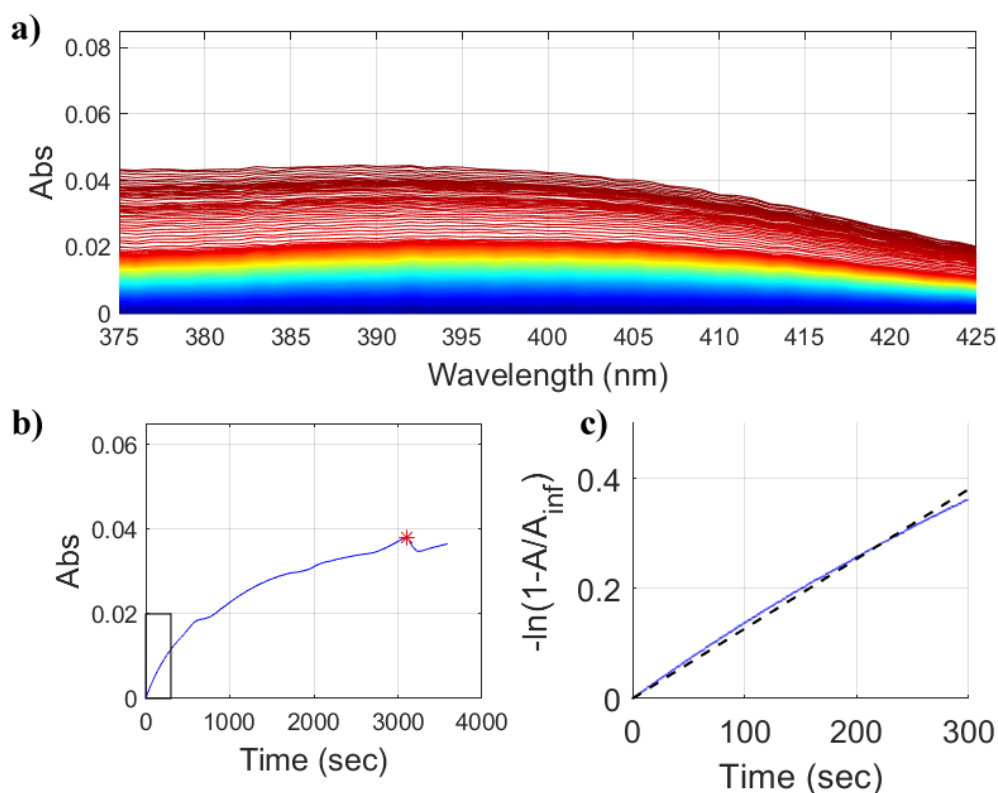 a)
0.08
0.06
0.04
0.02
0
Abs
375 380 385 390 395 400 405 410 415 420 425
Wavelength (nm)
b)
0.06
0.04
0.02
0
Abs
0 1000 2000 3000 4000
Time (sec)
c)
0.4
0.2
0
-ln(1-A/A_inf)
0 100 200 300
Time (sec)